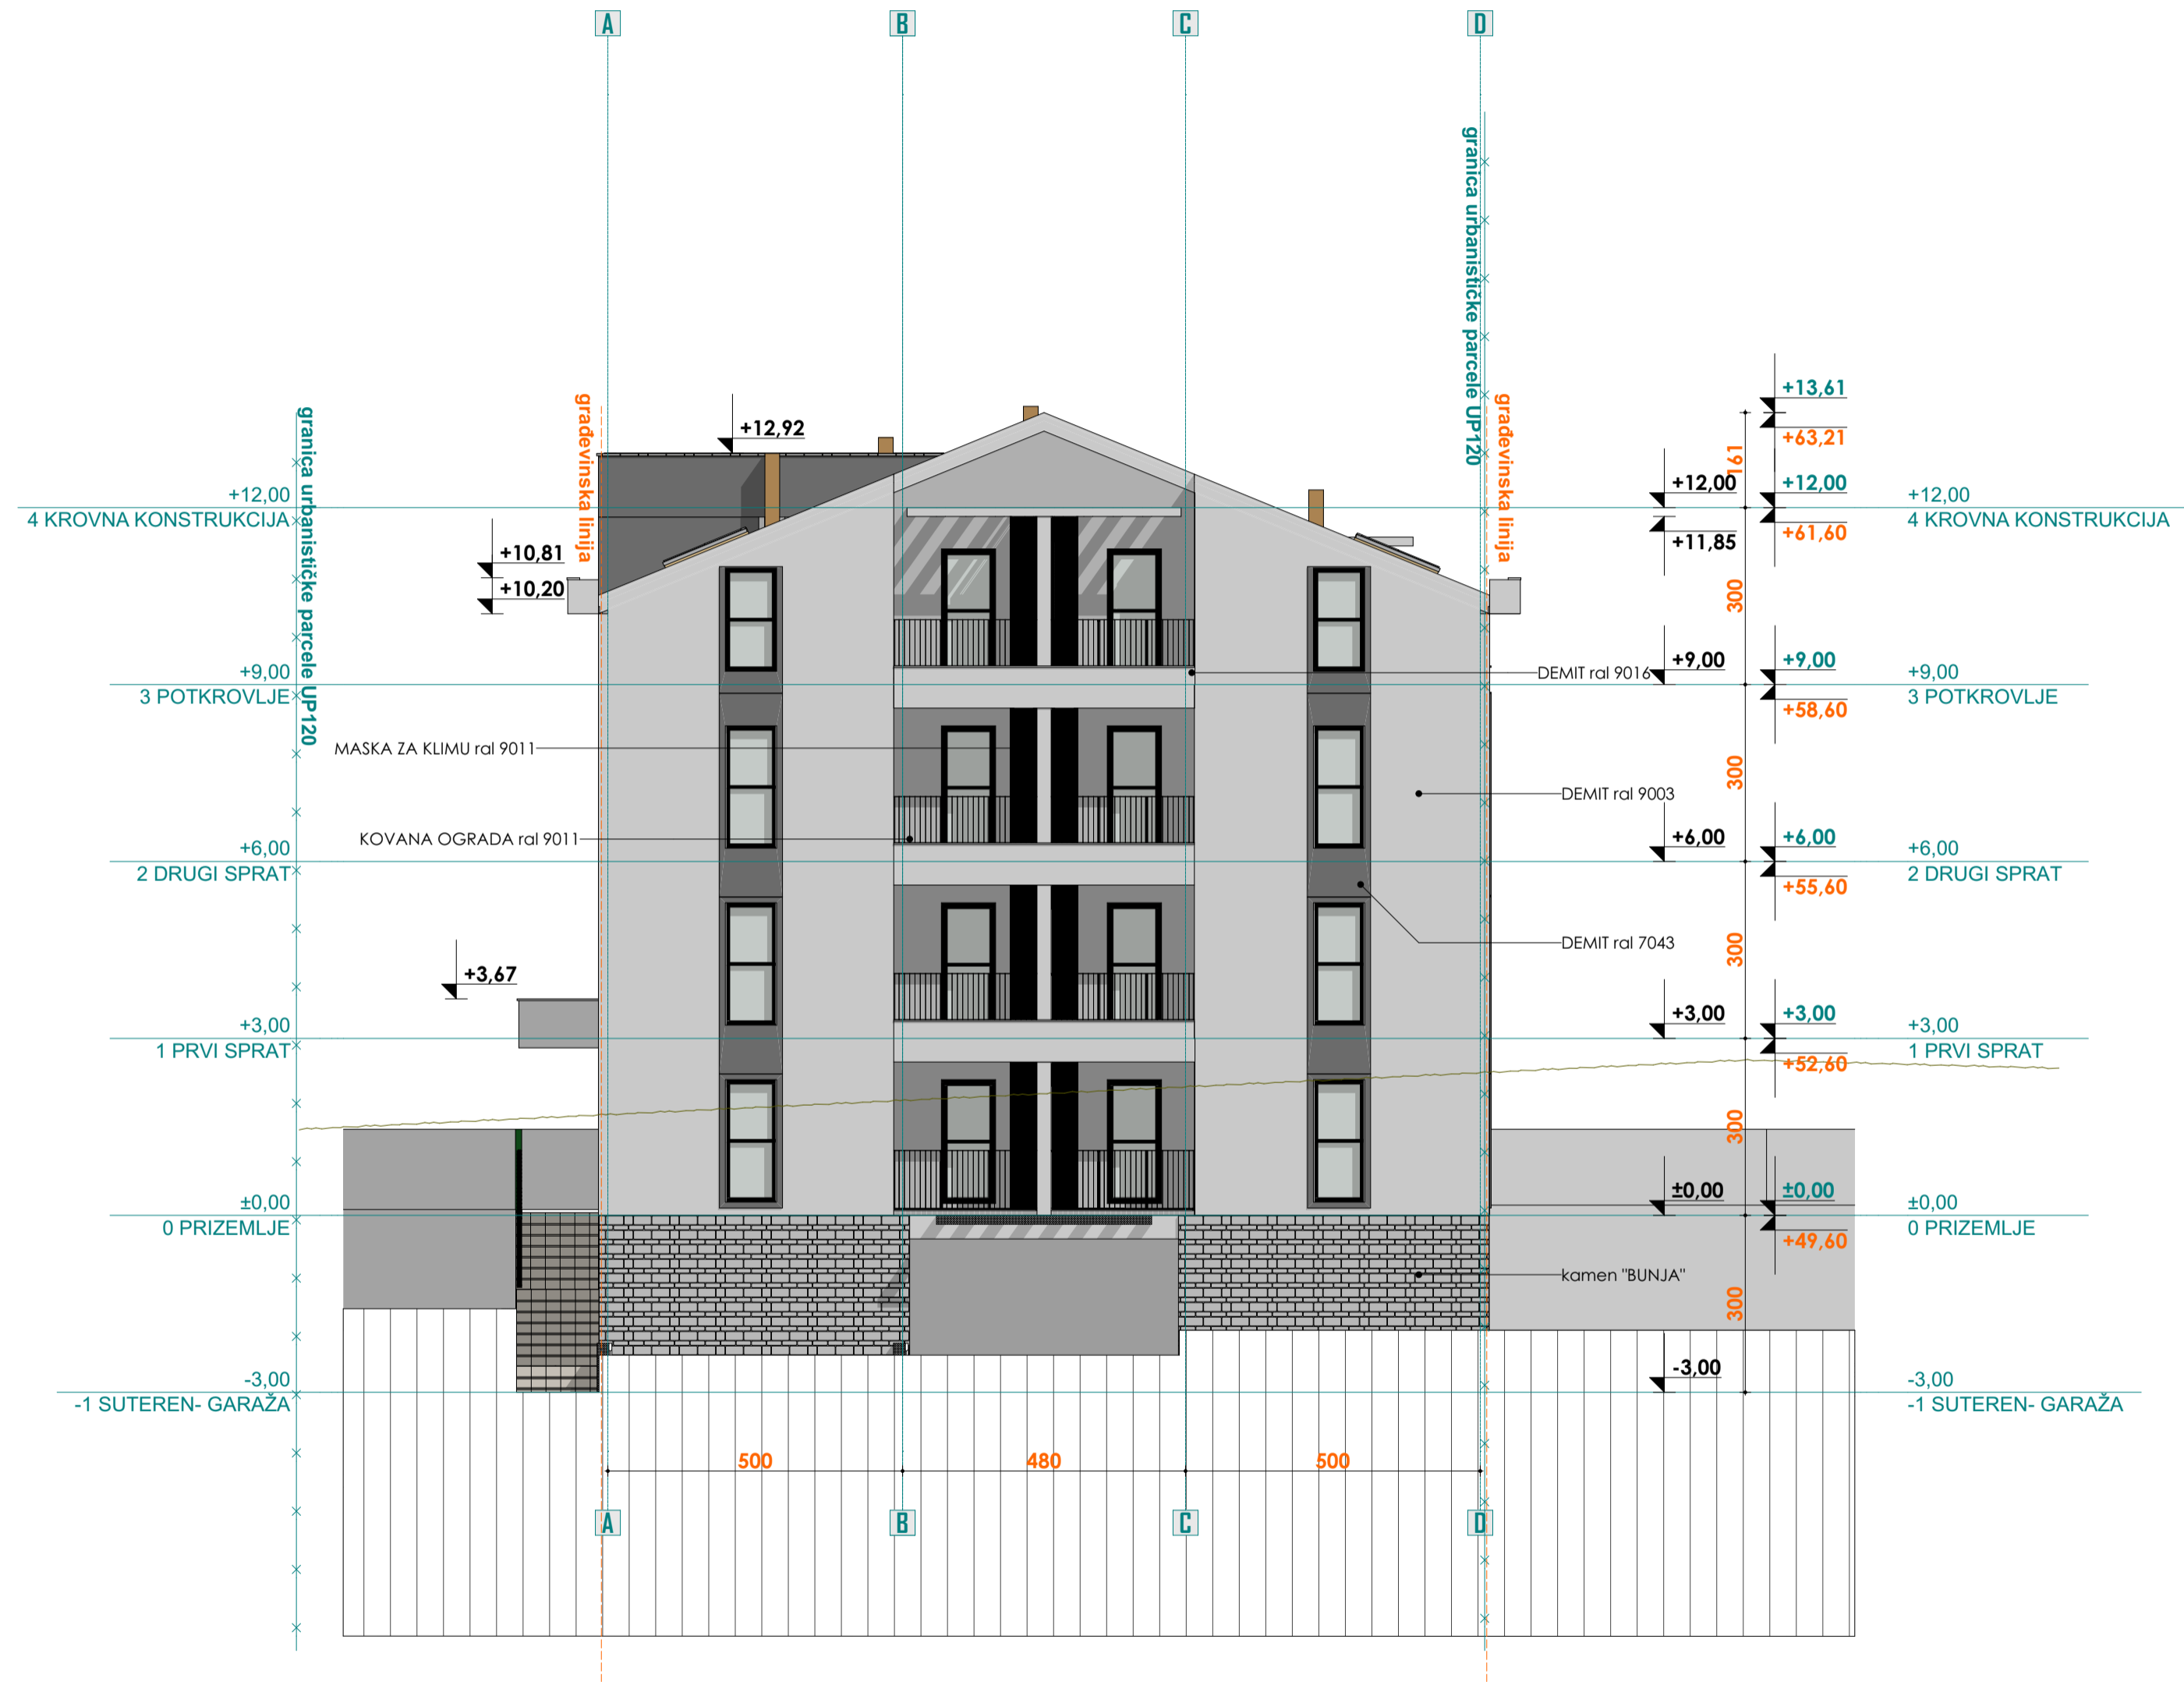 A
B
C
D
granica urbanističke parcele UP120
građevinska linija
granica urbanističke parcele UP120
građevinska linija
+13,61
+63,21
161
+12,92
+12,00
4 KROVNA KONSTRUKCIJA
+12,00
+11,85
+12,00
+61,60
+12,00
4 KROVNA KONSTRUKCIJA
+10,81
+10,20
300
+9,00
3 POTKROVLJE
DEMIT ral 9016
+9,00
+9,00
+58,60
+9,00
3 POTKROVLJE
MASKA ZA KLIMU ral 9011
300
DEMIT ral 9003
KOVANA OGRADA ral 9011
+6,00
2 DRUGI SPRAT
+6,00
+6,00
+55,60
+6,00
2 DRUGI SPRAT
DEMIT ral 7043
300
+3,67
+3,00
1 PRVI SPRAT
+3,00
+3,00
+52,60
+3,00
1 PRVI SPRAT
300
±0,00
0 PRIZEMLJE
±0,00
±0,00
+49,60
±0,00
0 PRIZEMLJE
kamen "BUNJA"
300
-3,00
-1 SUTEREN- GARAŽA
-3,00
-3,00
-1 SUTEREN- GARAŽA
500
480
500
A
B
C
D